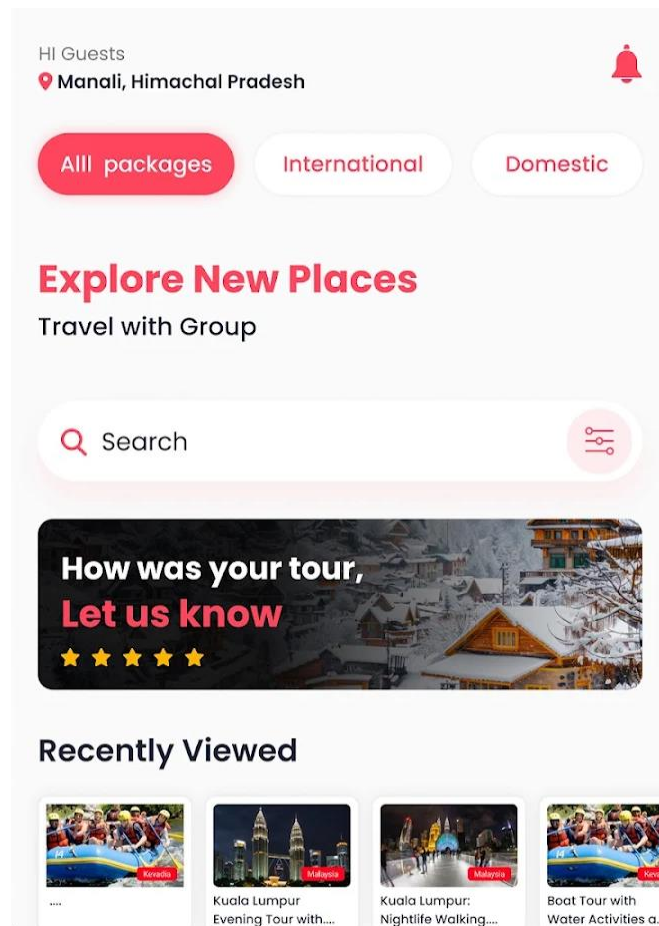 HI Guests
Manali, Himachal Pradesh
Alll packages
International
Domestic
Explore New Places
Travel with Group
Search
How was your tour,
Let us know
Recently Viewed
Kevadia
....
Malaysia
Kuala Lumpur
Evening Tour with....
Malaysia
Kuala Lumpur:
Nightlife Walking....
Boat Tour with
Water Activities a.